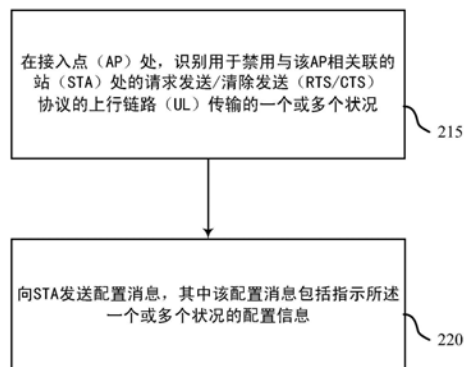 在接入点（AP）处，识别用于禁用与该AP相关联的
站（STA）处的请求发送/清除发送（RTS/CTS）
协议的上行链路（UL）传输的一个或多个状况
215
向STA发送配置消息，其中该配置消息包括指示所述
一个或多个状况的配置信息
220